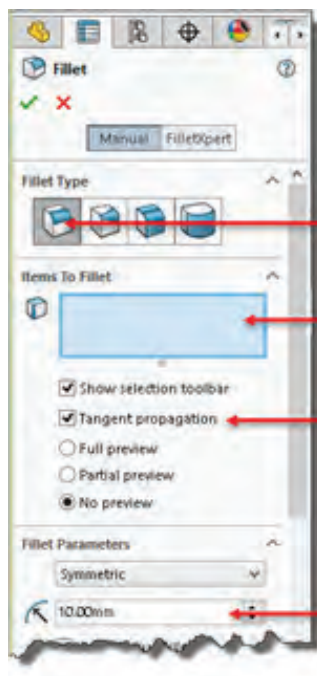 Fillet
Manual FilletXpert
Fillet Type
Items To Fillet
Show selection toolbar
Tangent propagation
Full preview
Partial preview
No preview
Fillet Parameters
Symmetric
10.00mm